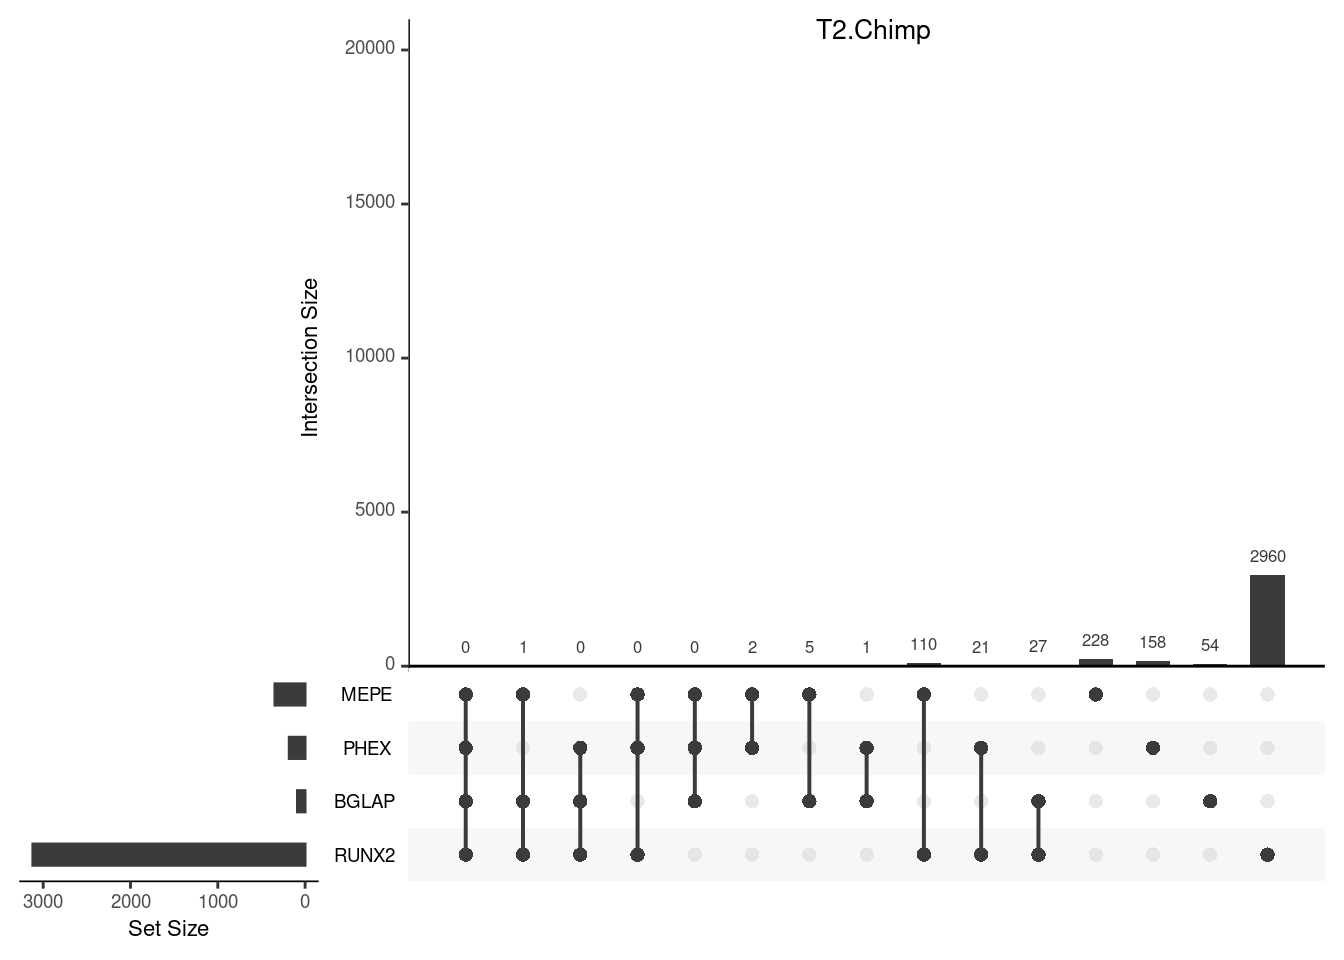 T2.Chimp
20000
15000
10000
5000
0
Intersection Size
2960
0 1 0 0 0 2 5 1 110 21 27 228 158 54
MEPE
PHEX
BGLAP
RUNX2
3000 2000 1000 0
Set Size